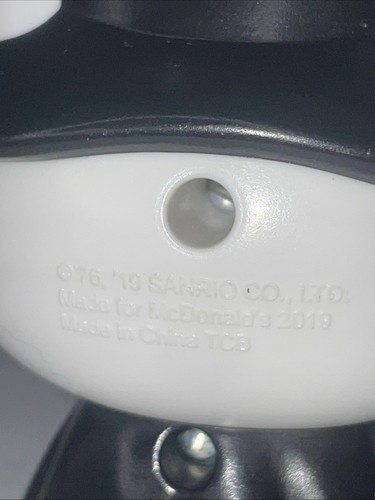 © '76, '19 SANRIO CO., LTD.
Made for McDonald's 2019
Made in China TCB